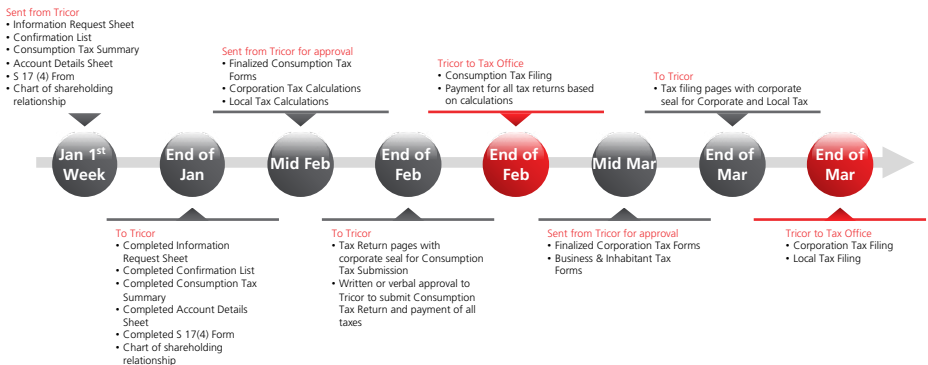 Sent from Tricor
• Information Request Sheet
• Confirmation List
• Consumption Tax Summary
• Account Details Sheet
• S 17 (4) From
• Chart of shareholding
relationship
Sent from Tricor for approval
• Finalized Consumption Tax
Forms
• Corporation Tax Calculations
• Local Tax Calculations
Tricor to Tax Office
• Consumption Tax Filing
• Payment for all tax returns based
on calculations
To Tricor
• Tax filing pages with corporate
seal for Corporate and Local Tax
Jan 1st
Week
End of
Jan
Mid Feb
End of
Feb
End of
Feb
Mid Mar
End of
Mar
End of
Mar
To Tricor
• Completed Information
Request Sheet
• Completed Confirmation List
• Completed Consumption Tax
Summary
• Completed Account Details
Sheet
• Completed S 17(4) Form
• Chart of shareholding
relationship
To Tricor
• Tax Return pages with
corporate seal for Consumption
Tax Submission
• Written or verbal approval to
Tricor to submit Consumption
Tax Return and payment of all
taxes
Sent from Tricor for approval
• Finalized Corporation Tax Forms
• Business & Inhabitant Tax
Forms
Tricor to Tax Office
• Corporation Tax Filing
• Local Tax Filing